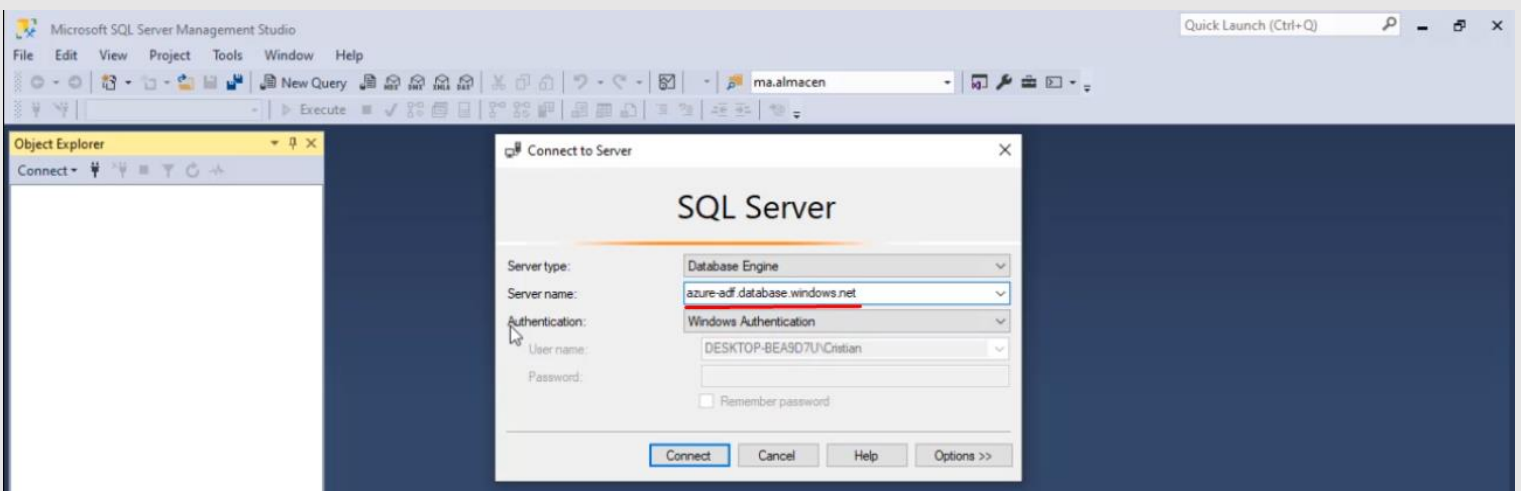 Microsoft SQL Server Management Studio
Quick Launch (Ctrl+Q)
File Edit View Project Tools Window Help
New Query
ma.almacen
Execute
Object Explorer
Connect
Connect to Server
SQL Server
Server type:
Database Engine
Server name:
azure-adf.database.windows.net
Authentication:
Windows Authentication
User name:
DESKTOP-BEA9D7U\Cristian
Password:
Remember password
Connect
Cancel
Help
Options >>